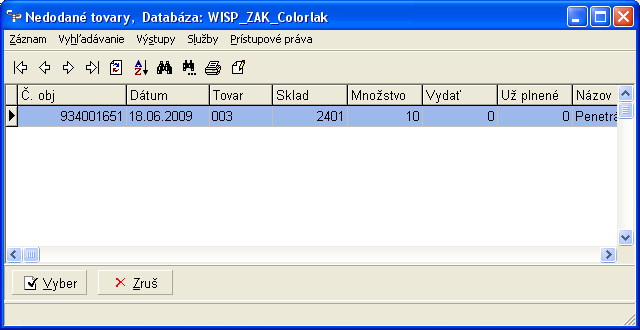 Nedodané tovary, Databáza: WISP_ZAK_Colorlak
Záznam Vyhľadávanie Výstupy Služby Prístupové práva
Č. obj Dátum Tovar Sklad Množstvo Vydať Už plnené Názov
934001651 18.06.2009 003 2401 10 0 0 Penetra
Vyber Zruš